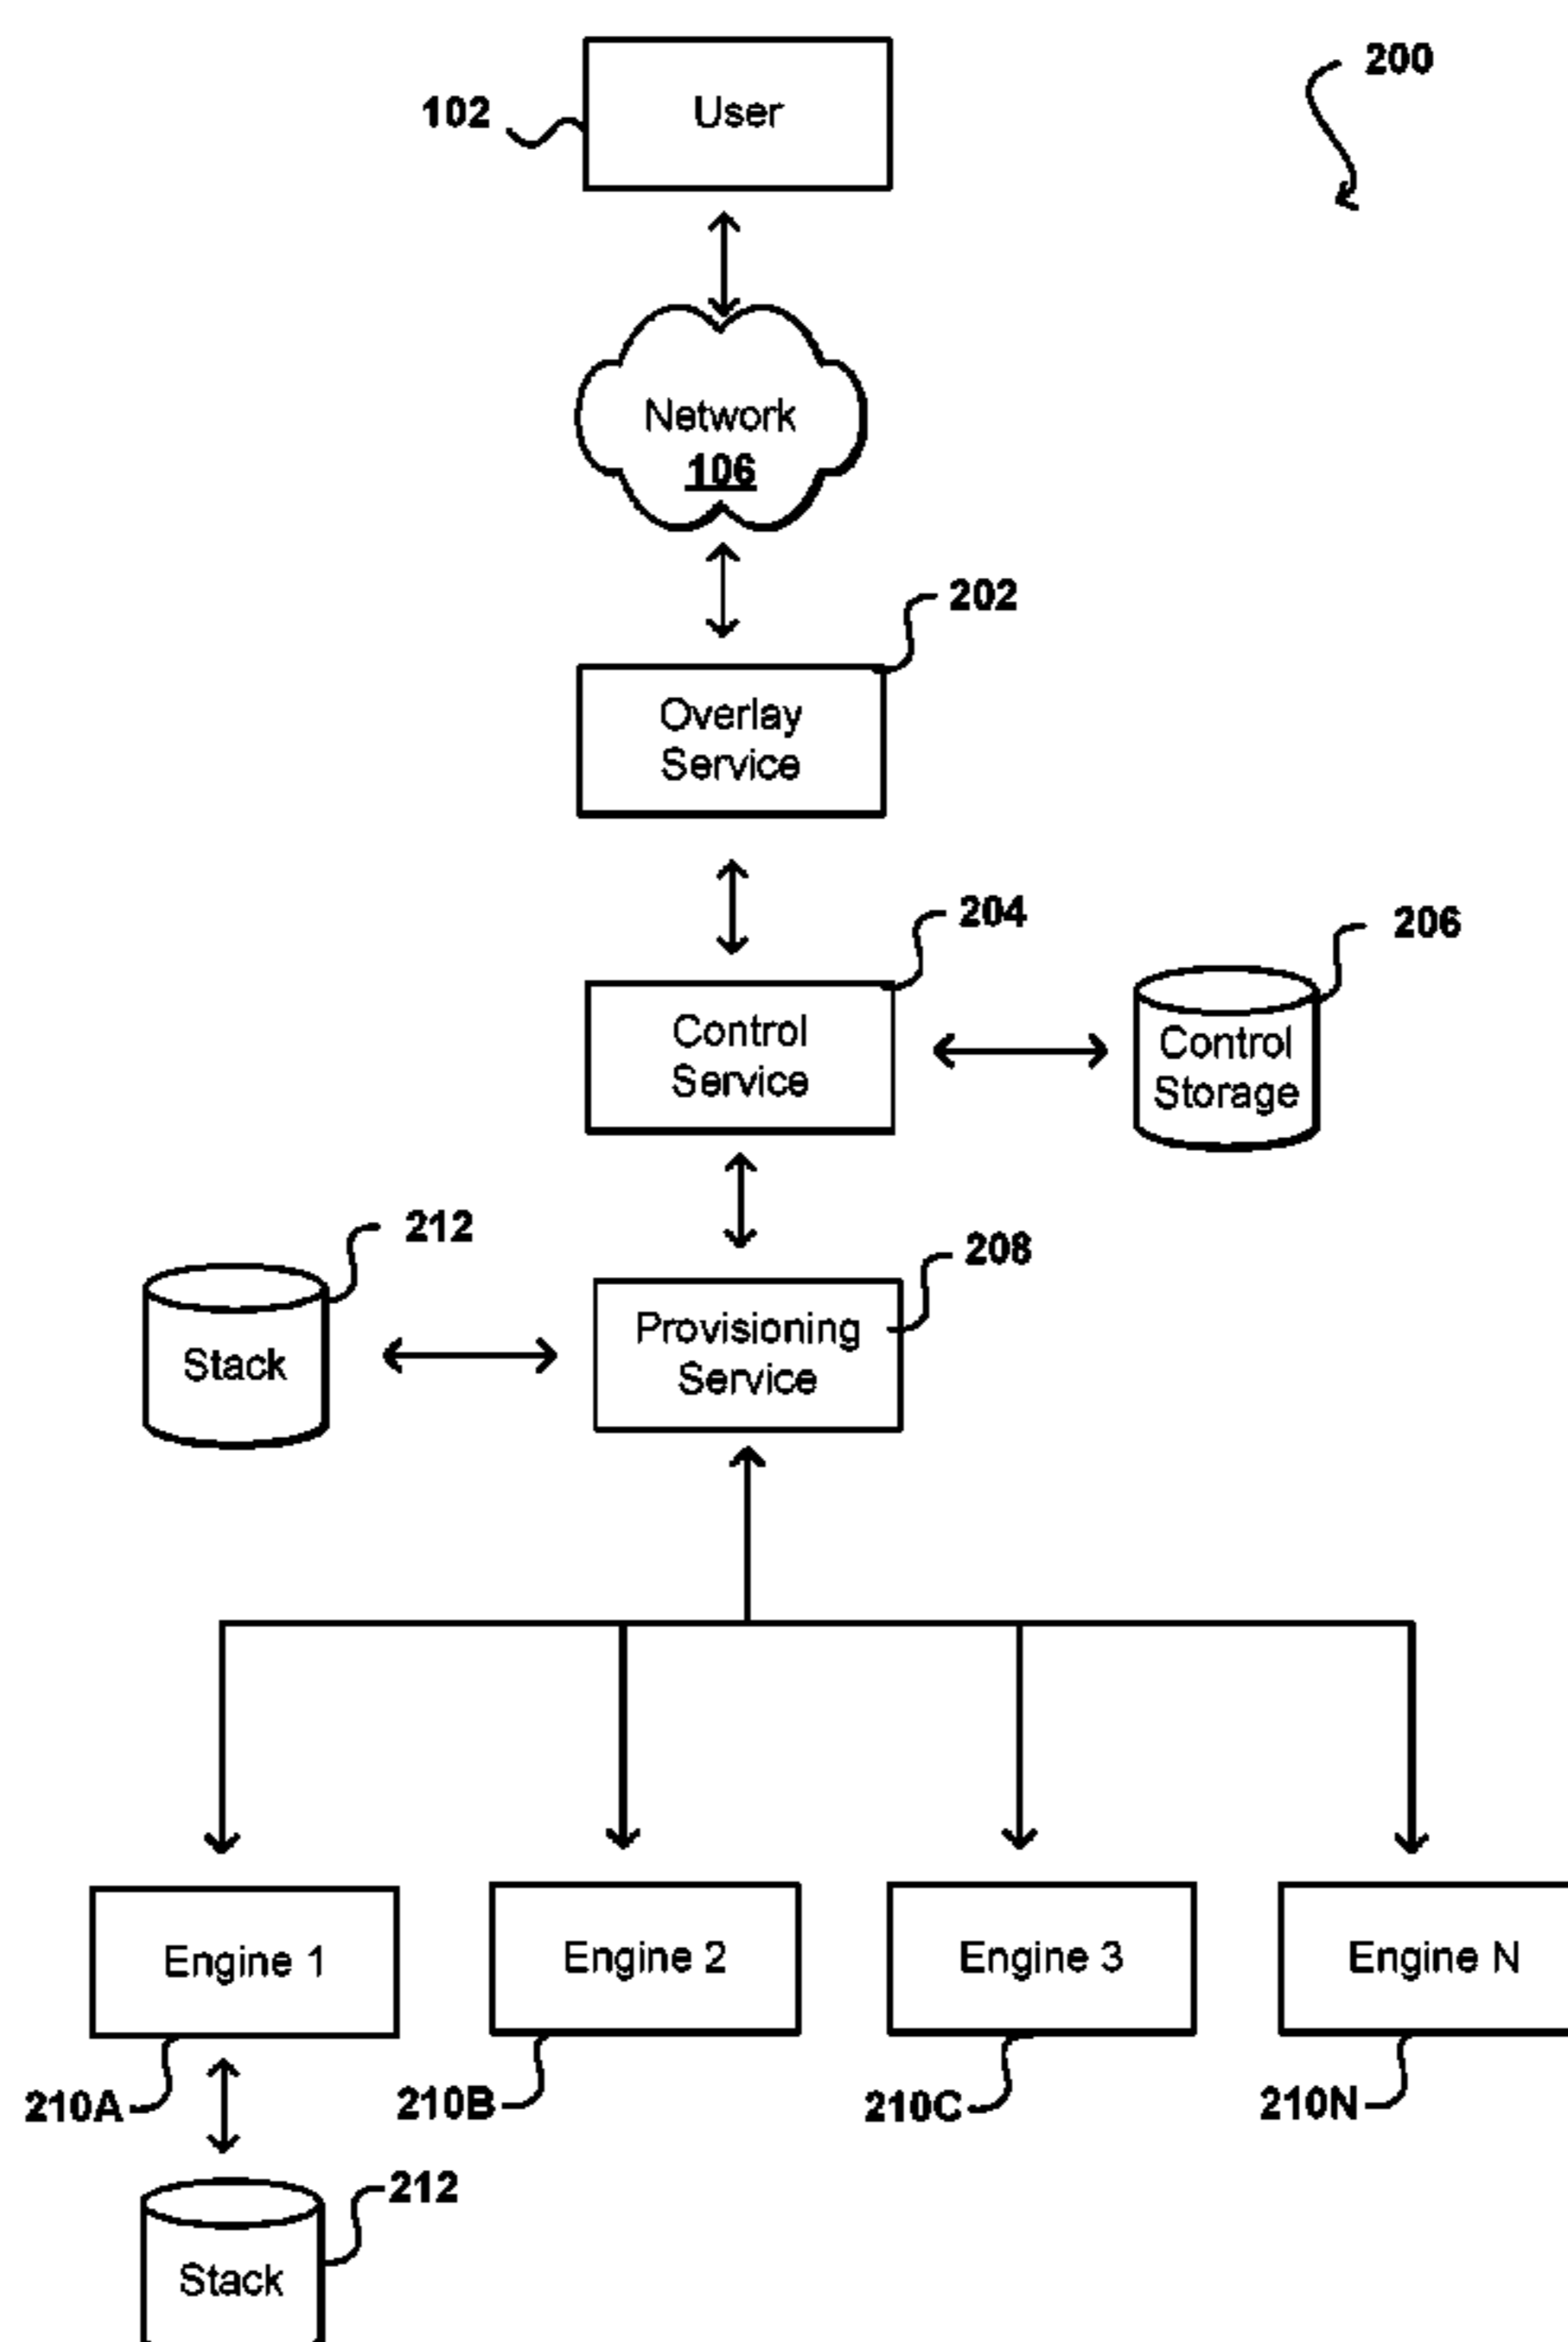 200
102
User
Network
106
202
Overlay
Service
204
206
Control
Service
Control
Storage
212
208
Stack
Provisioning
Service
Engine 1
Engine 2
Engine 3
Engine N
210A
210B
210C
210N
212
Stack